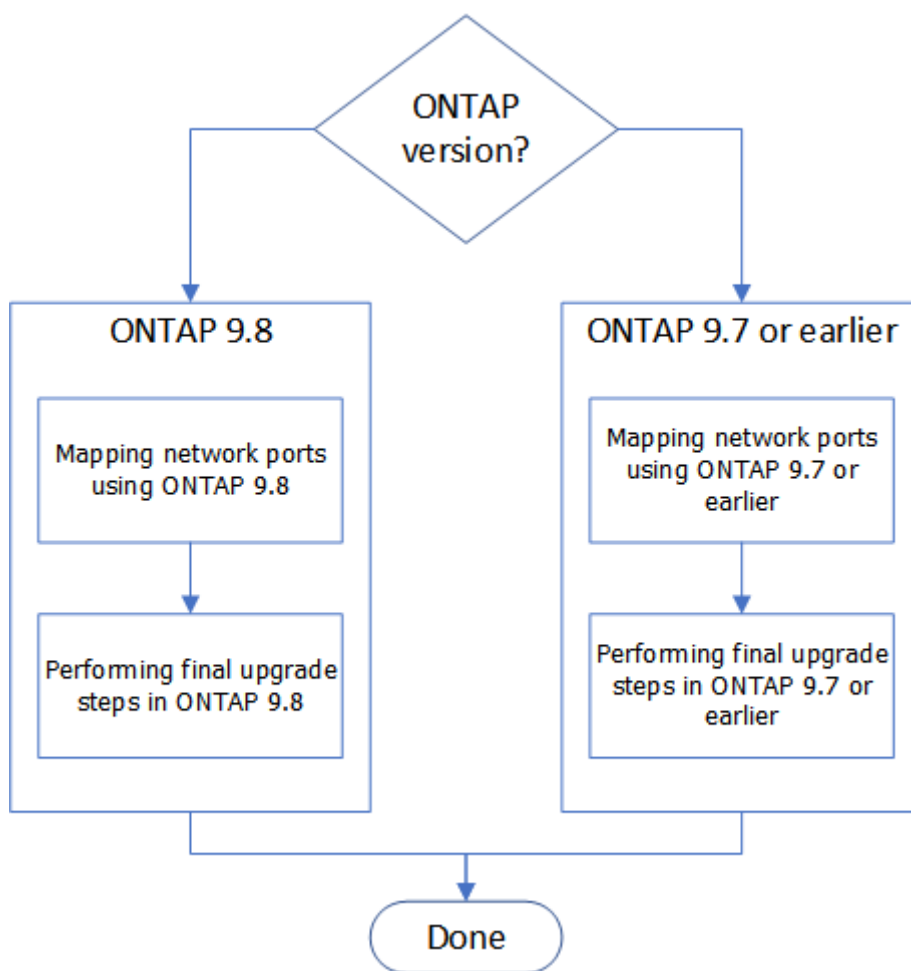 ONTAP
version?
ONTAP 9.8
Mapping network ports
using ONTAP 9.8
Performing final upgrade
steps in ONTAP 9.8
ONTAP 9.7 or earlier
Mapping network ports
using ONTAP 9.7 or
earlier
Performing final upgrade
steps in ONTAP 9.7 or
earlier
Done